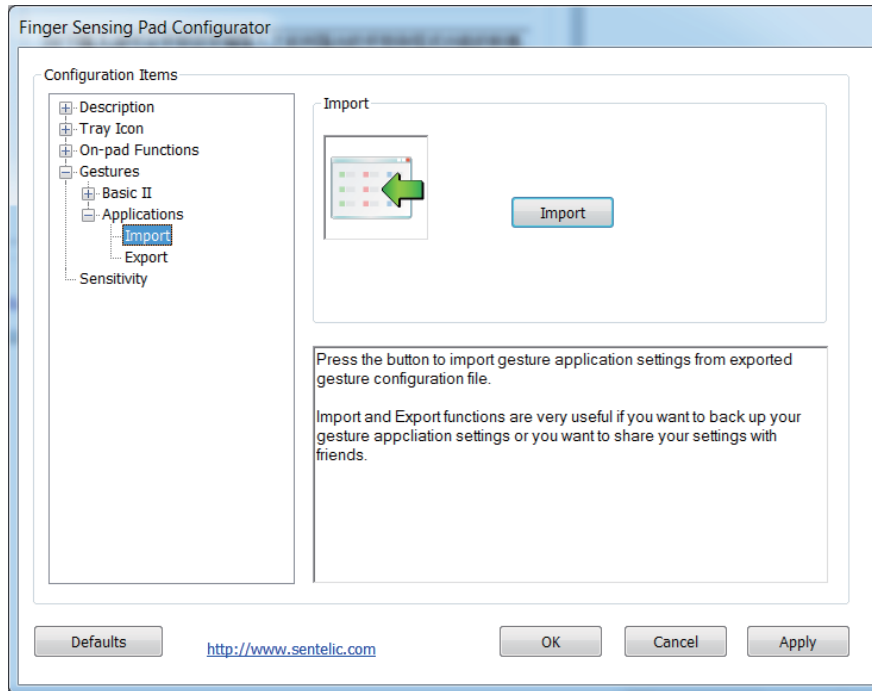 Finger Sensing Pad Configurator
Configuration Items
Description
Tray Icon
On-pad Functions
Gestures
Basic II
Applications
Import
Export
Sensitivity
Import
Import
Press the button to import gesture application settings from exported
gesture configuration file.
Import and Export functions are very useful if you want to back up your
gesture appcliation settings or you want to share your settings with
friends.
Defaults
http://www.sentelic.com
OK
Cancel
Apply